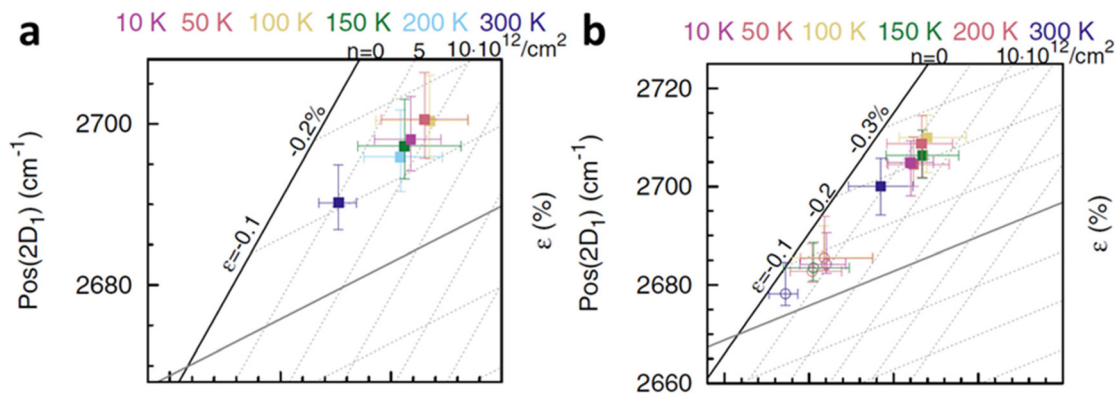 a
10 K 50 K 100 K 150 K 200 K 300 K
n=0 5 10·10¹²/cm²
2700
2680
Pos(2D₁) (cm⁻¹)
-0.2%
ε=-0.1
ε (%)
b
10 K 50 K 100 K 150 K 200 K 300 K
n=0 10·10¹²/cm²
2720
2700
2680
2660
Pos(2D₁) (cm⁻¹)
-0.3%
-0.2
ε=-0.1
ε (%)